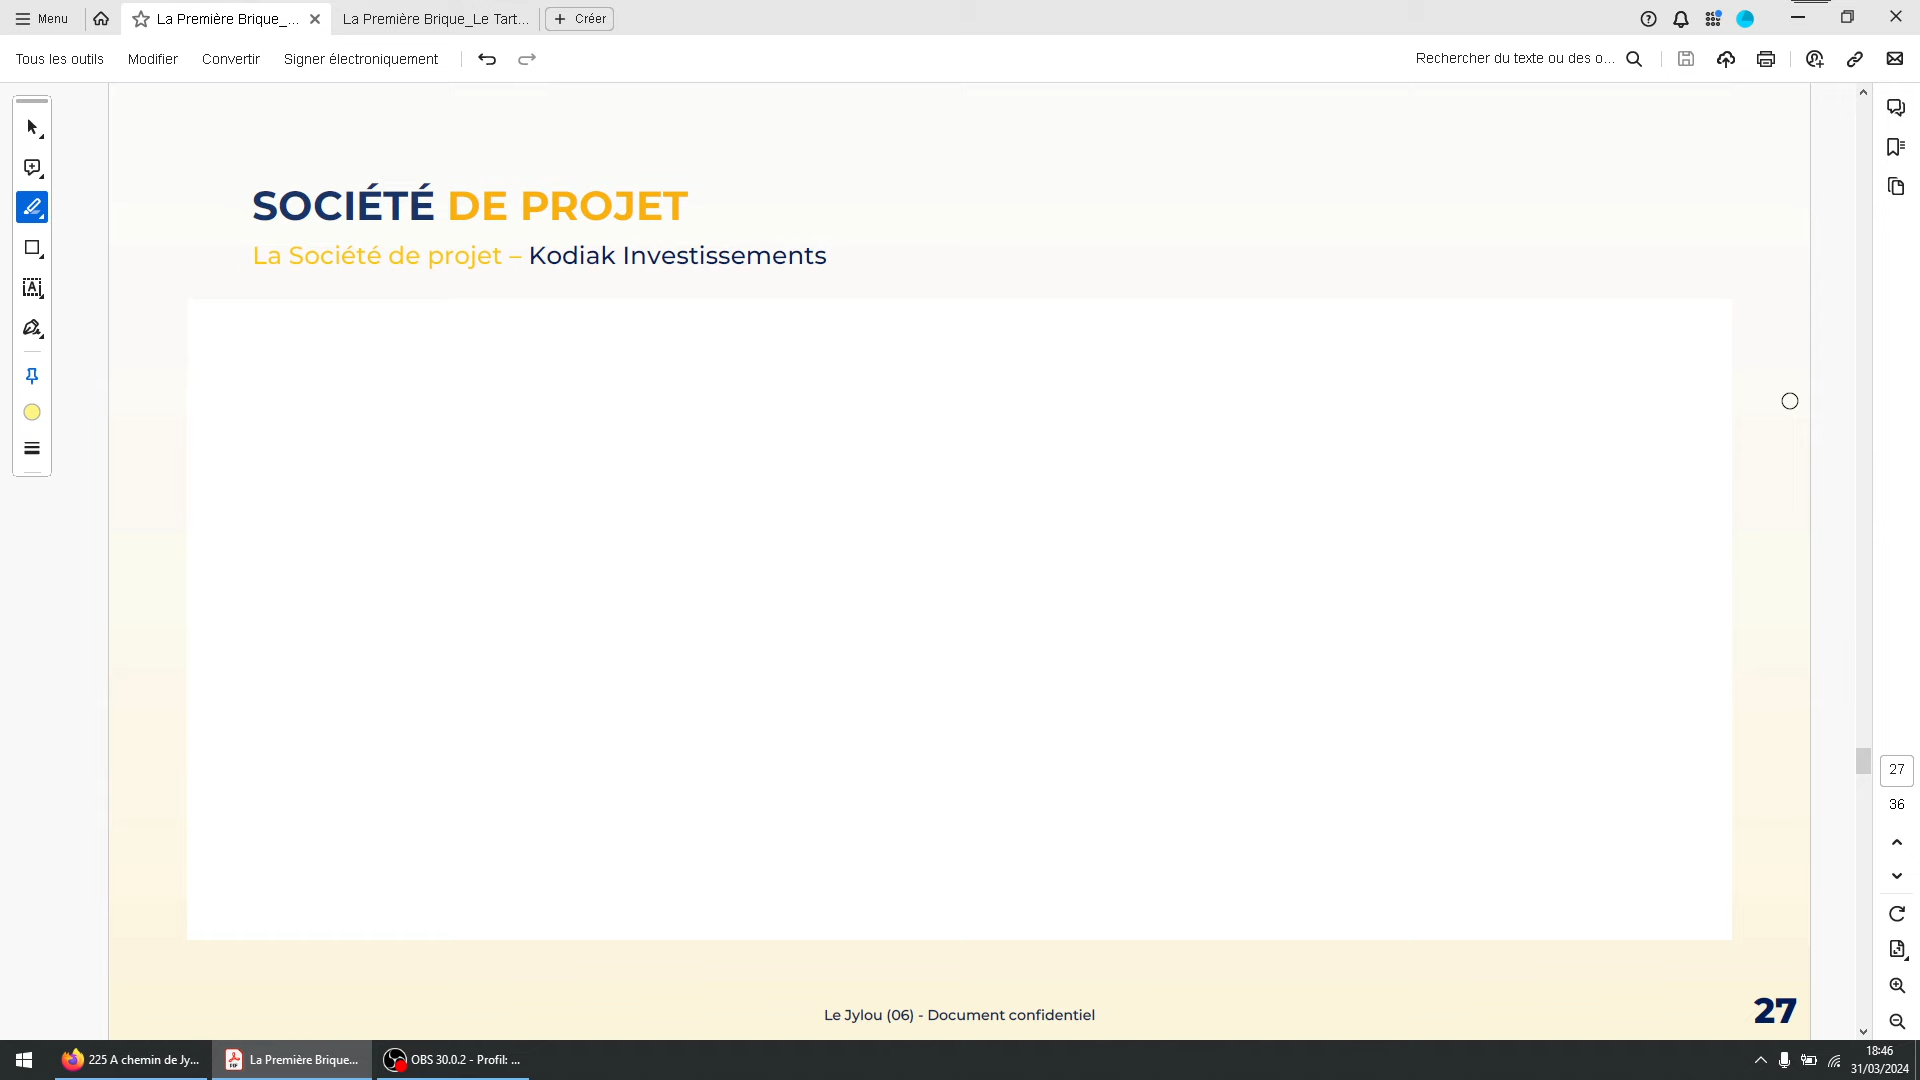 Menu
La Première Brique_...
La Première Brique_Le Tart...
Créer
Tous les outils
Modifier
Convertir
Signer électroniquement
Rechercher du texte ou des o...
SOCIÉTÉ DE PROJET
La Société de projet – Kodiak Investissements
27
36
Le Jylou (06) - Document confidentiel
27
225 A chemin de Jy...
La Première Brique...
OBS 30.0.2 - Profil: ...
18:46
31/03/2024